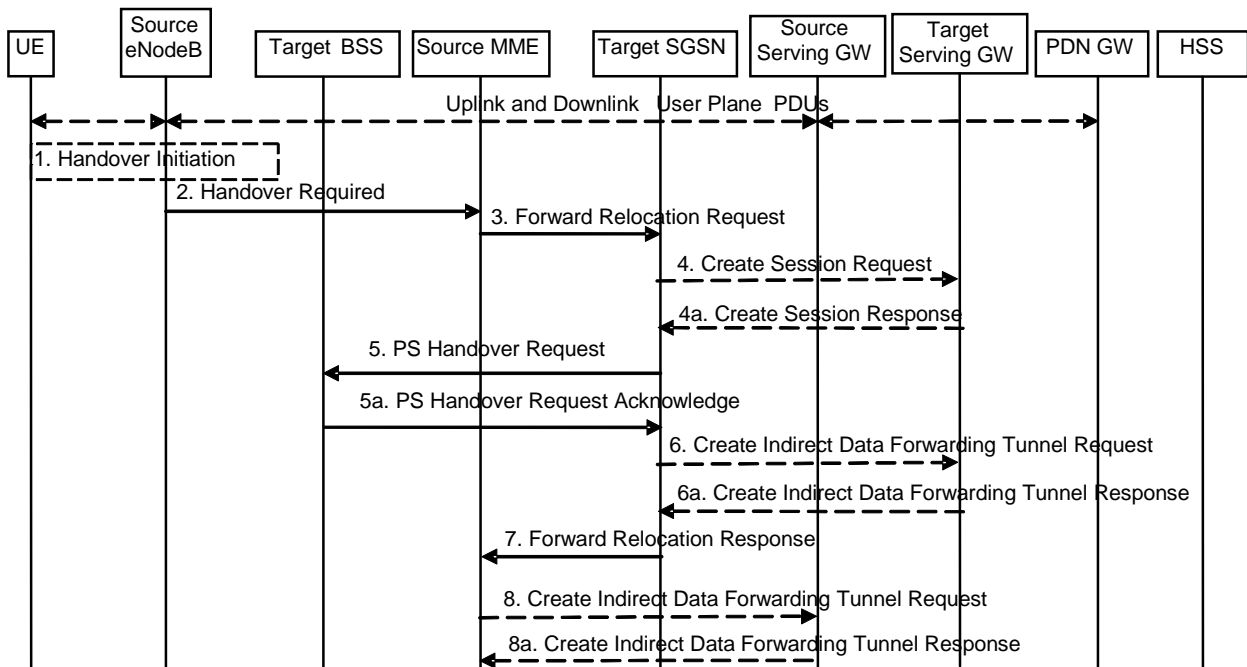 UE
Source
eNodeB
Target BSS
Source MME
Target SGSN
Source
Serving GW
Target
Serving GW
PDN GW
HSS
Uplink and Downlink User Plane PDUs
1. Handover Initiation
2. Handover Required
3. Forward Relocation Request
4. Create Session Request
4a. Create Session Response
5. PS Handover Request
5a. PS Handover Request Acknowledge
6. Create Indirect Data Forwarding Tunnel Request
6a. Create Indirect Data Forwarding Tunnel Response
7. Forward Relocation Response
8. Create Indirect Data Forwarding Tunnel Request
8a. Create Indirect Data Forwarding Tunnel Response